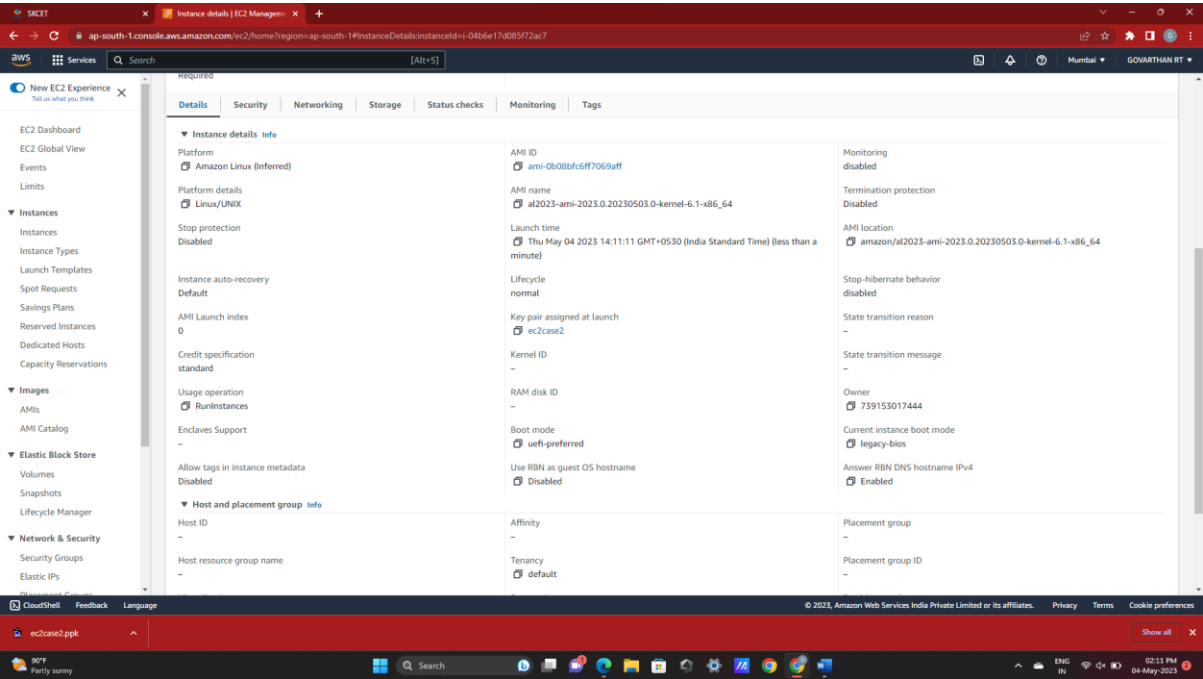 SKCET
Instance details | EC2 Managem
ap-south-1.console.aws.amazon.com/ec2/home?region=ap-south-1#InstanceDetails:instanceId=i-04b6e17d085f72ac7
aws Services Search [Alt+S] Mumbai GOVARTHAN RT
New EC2 Experience
Tell us what you think
EC2 Dashboard
EC2 Global View
Events
Limits
Instances
Instances
Instance Types
Launch Templates
Spot Requests
Savings Plans
Reserved Instances
Dedicated Hosts
Capacity Reservations
Images
AMIs
AMI Catalog
Elastic Block Store
Volumes
Snapshots
Lifecycle Manager
Network & Security
Security Groups
Elastic IPs
Placement Groups
Required
Details Security Networking Storage Status checks Monitoring Tags
Instance details Info
Platform
Amazon Linux (Inferred)
AMI ID
ami-0b08bfc6ff7069aff
Monitoring
disabled
Platform details
Linux/UNIX
AMI name
al2023-ami-2023.0.20230503.0-kernel-6.1-x86_64
Termination protection
Disabled
Stop protection
Disabled
Launch time
Thu May 04 2023 14:11:11 GMT+0530 (India Standard Time) (less than a
minute)
AMI location
amazon/al2023-ami-2023.0.20230503.0-kernel-6.1-x86_64
Instance auto-recovery
Default
Lifecycle
normal
Stop-hibernate behavior
disabled
AMI Launch index
0
Key pair assigned at launch
ec2case2
State transition reason
–
Credit specification
standard
Kernel ID
–
State transition message
–
Usage operation
RunInstances
RAM disk ID
–
Owner
739153017444
Enclaves Support
–
Boot mode
uefi-preferred
Current instance boot mode
legacy-bios
Allow tags in instance metadata
Disabled
Use RBN as guest OS hostname
Disabled
Answer RBN DNS hostname IPv4
Enabled
Host and placement group Info
Host ID
–
Affinity
–
Placement group
–
Host resource group name
–
Tenancy
default
Placement group ID
–
CloudShell Feedback Language © 2023, Amazon Web Services India Private Limited or its affiliates. Privacy Terms Cookie preferences
ec2case2.ppk Show all
90°F
Partly sunny
Search
ENG
IN
02:11 PM
04-May-2023